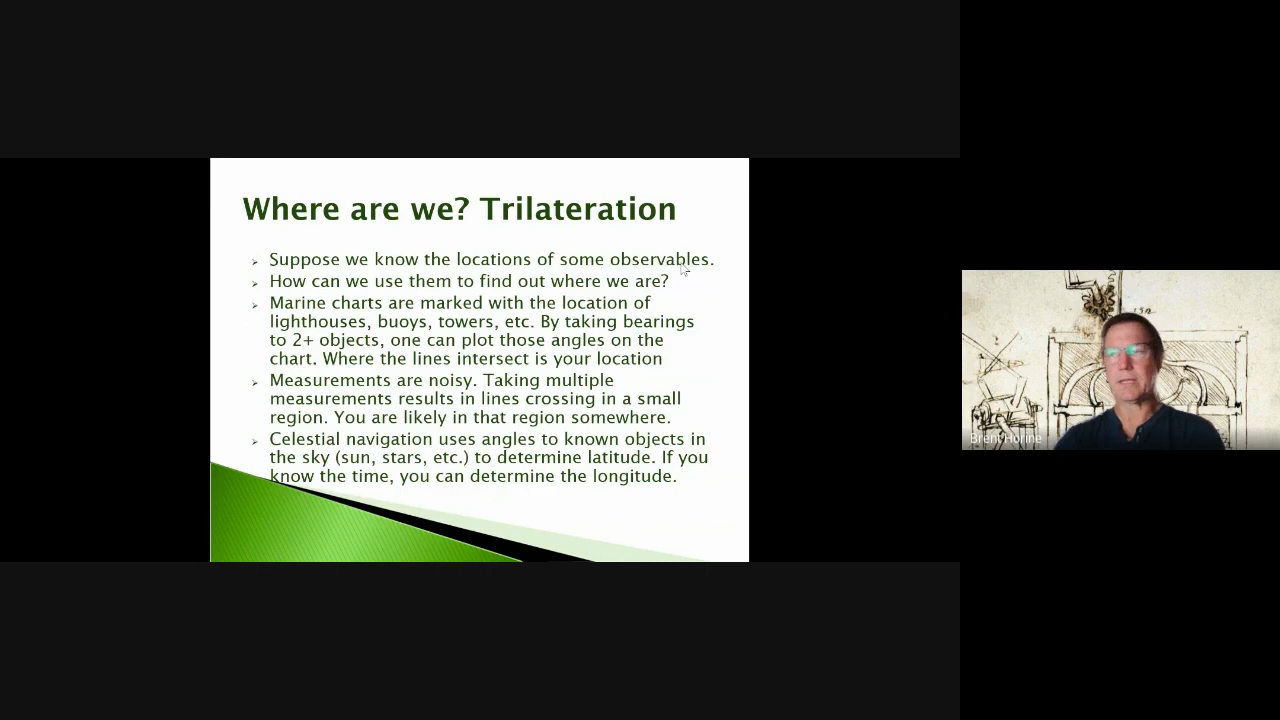 Where are we? Trilateration
Suppose we know the locations of some observables.
How can we use them to find out where we are?
Marine charts are marked with the location of
lighthouses, buoys, towers, etc. By taking bearings
to 2+ objects, one can plot those angles on the
chart. Where the lines intersect is your location
Measurements are noisy. Taking multiple
measurements results in lines crossing in a small
region. You are likely in that region somewhere.
Celestial navigation uses angles to known objects in
the sky (sun, stars, etc.) to determine latitude. If you
know the time, you can determine the longitude.
Brent Horine